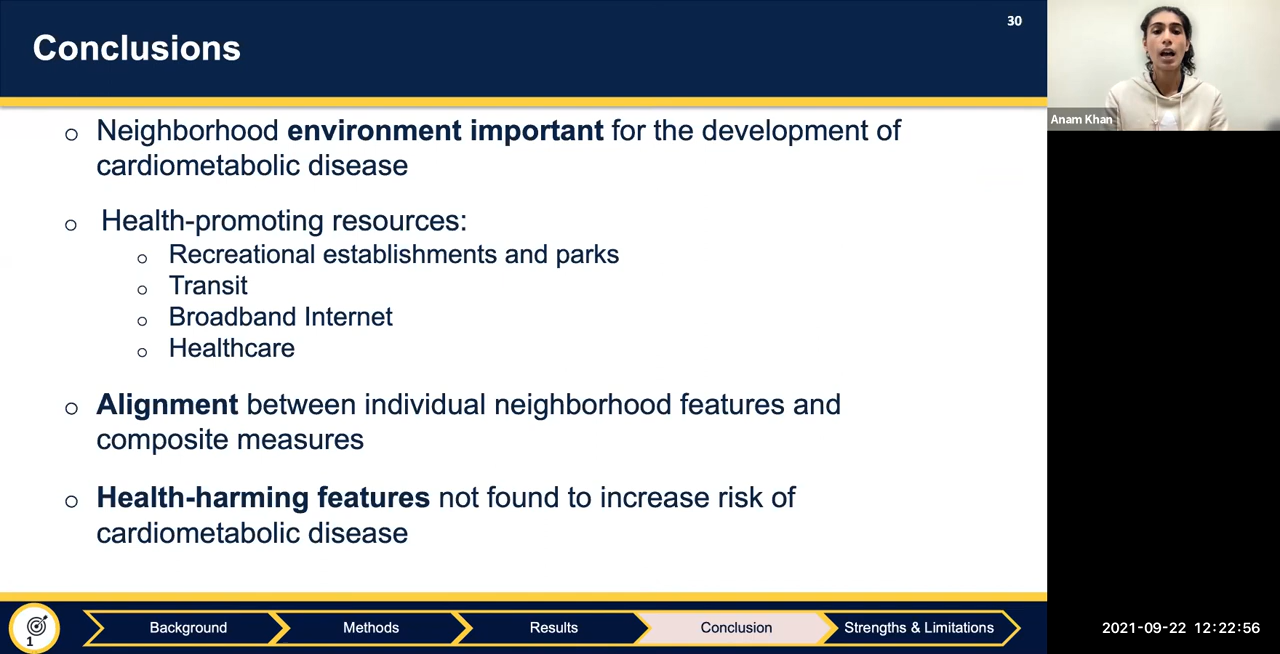 30
Conclusions
Anam Khan
o Neighborhood environment important for the development of
cardiometabolic disease
o Health-promoting resources:
o Recreational establishments and parks
o Transit
o Broadband Internet
o Healthcare
o Alignment between individual neighborhood features and
composite measures
o Health-harming features not found to increase risk of
cardiometabolic disease
1
Background
Methods
Results
Conclusion
Strengths & Limitations
2021-09-22 12:22:56